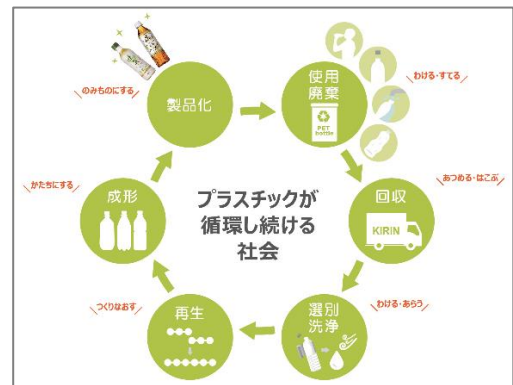 のみものにする
製品化
使用
廃棄
PET
bottle
わける・すてる
かたちにする
成形
プラスチックが
循環し続ける
社会
回収
KIRIN
あつめる・はこぶ
つくりなおす
再生
選別
洗浄
わける・あらう